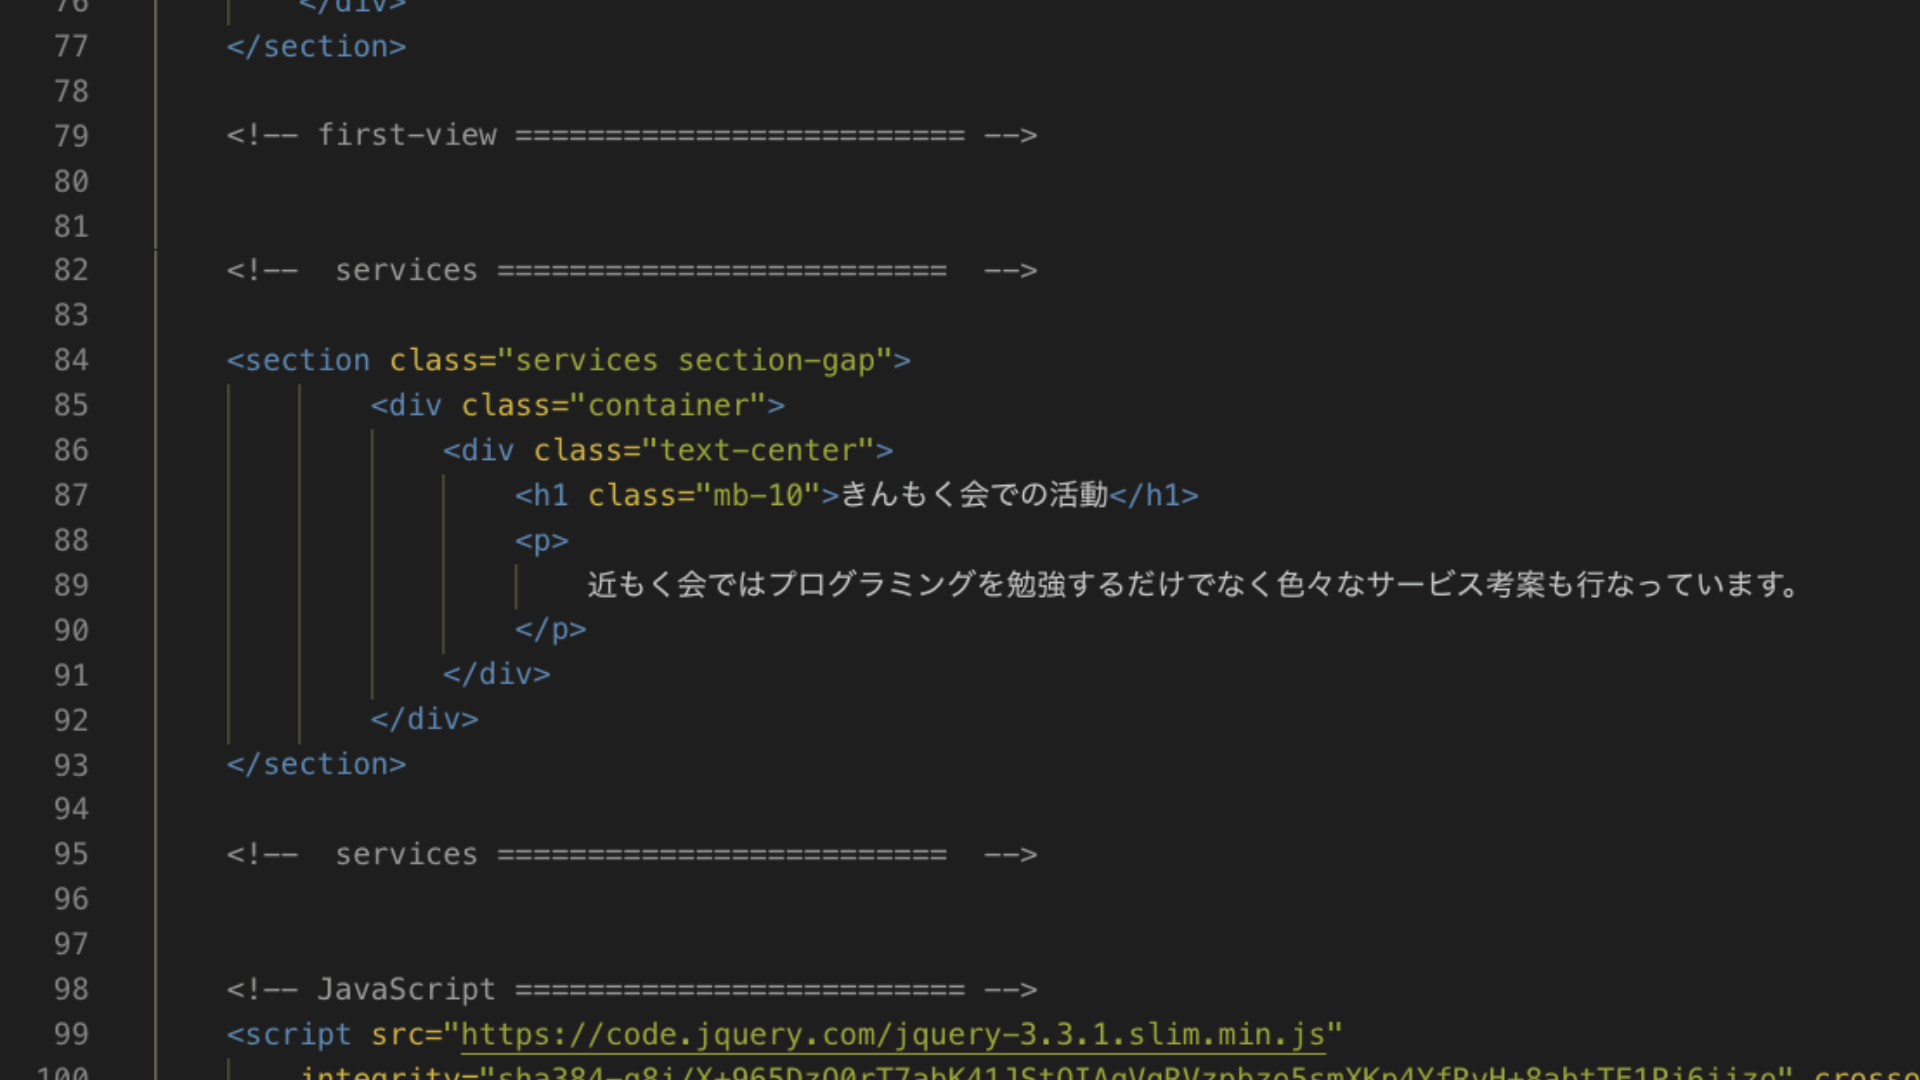 76 </div>
77 </section>
78
79 <!-- first-view ========================= -->
80
81
82 <!--  services =========================  -->
83
84 <section class="services section-gap">
85 <div class="container">
86 <div class="text-center">
87 <h1 class="mb-10">きんもく会での活動</h1>
88 <p>
89 近もく会ではプログラミングを勉強するだけでなく色々なサービス考案も行なっています。
90 </p>
91 </div>
92 </div>
93 </section>
94
95 <!--  services =========================  -->
96
97
98 <!-- JavaScript ========================= -->
99 <script src="https://code.jquery.com/jquery-3.3.1.slim.min.js"
100 integrity="